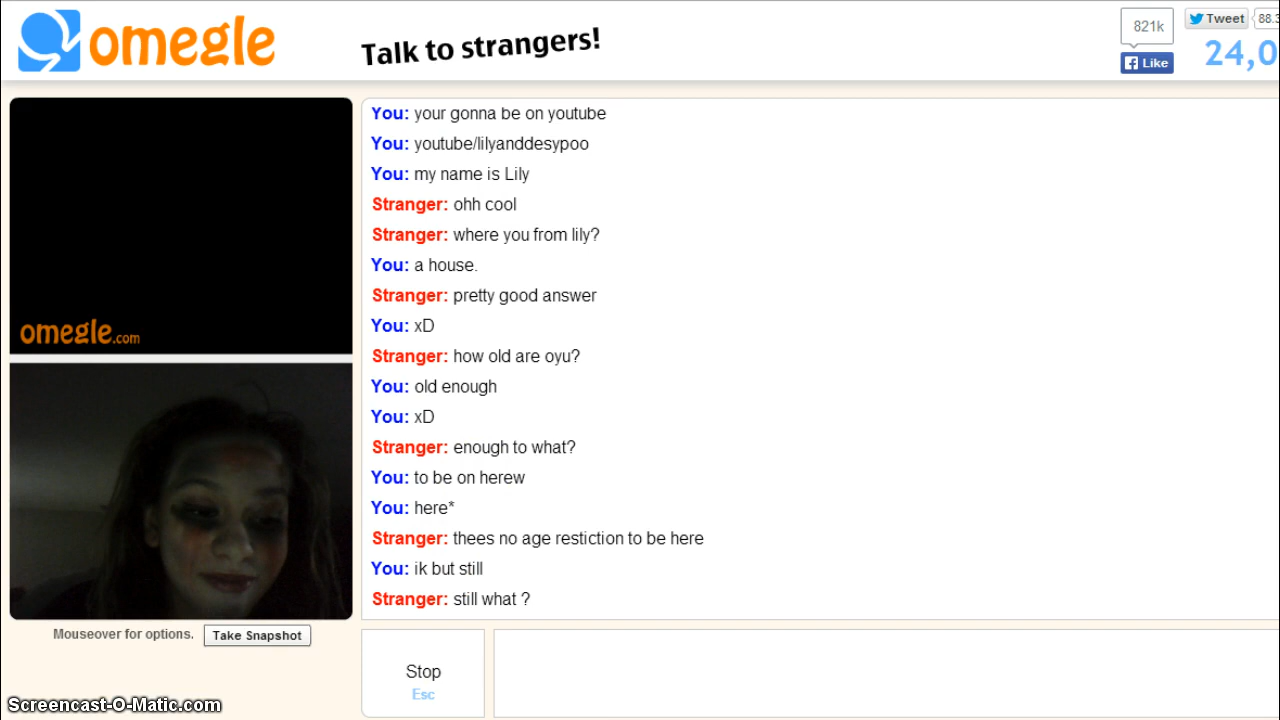 omegle
Talk to strangers!
821k
Like
Tweet
88.3
24,0
You: your gonna be on youtube
You: youtube/lilyanddesypoo
You: my name is Lily
Stranger: ohh cool
Stranger: where you from lily?
You: a house.
Stranger: pretty good answer
You: xD
Stranger: how old are oyu?
You: old enough
You: xD
Stranger: enough to what?
You: to be on herew
You: here*
Stranger: thees no age restiction to be here
You: ik but still
Stranger: still what ?
omegle.com
Mouseover for options.
Take Snapshot
Stop
Esc
Screencast-O-Matic.com